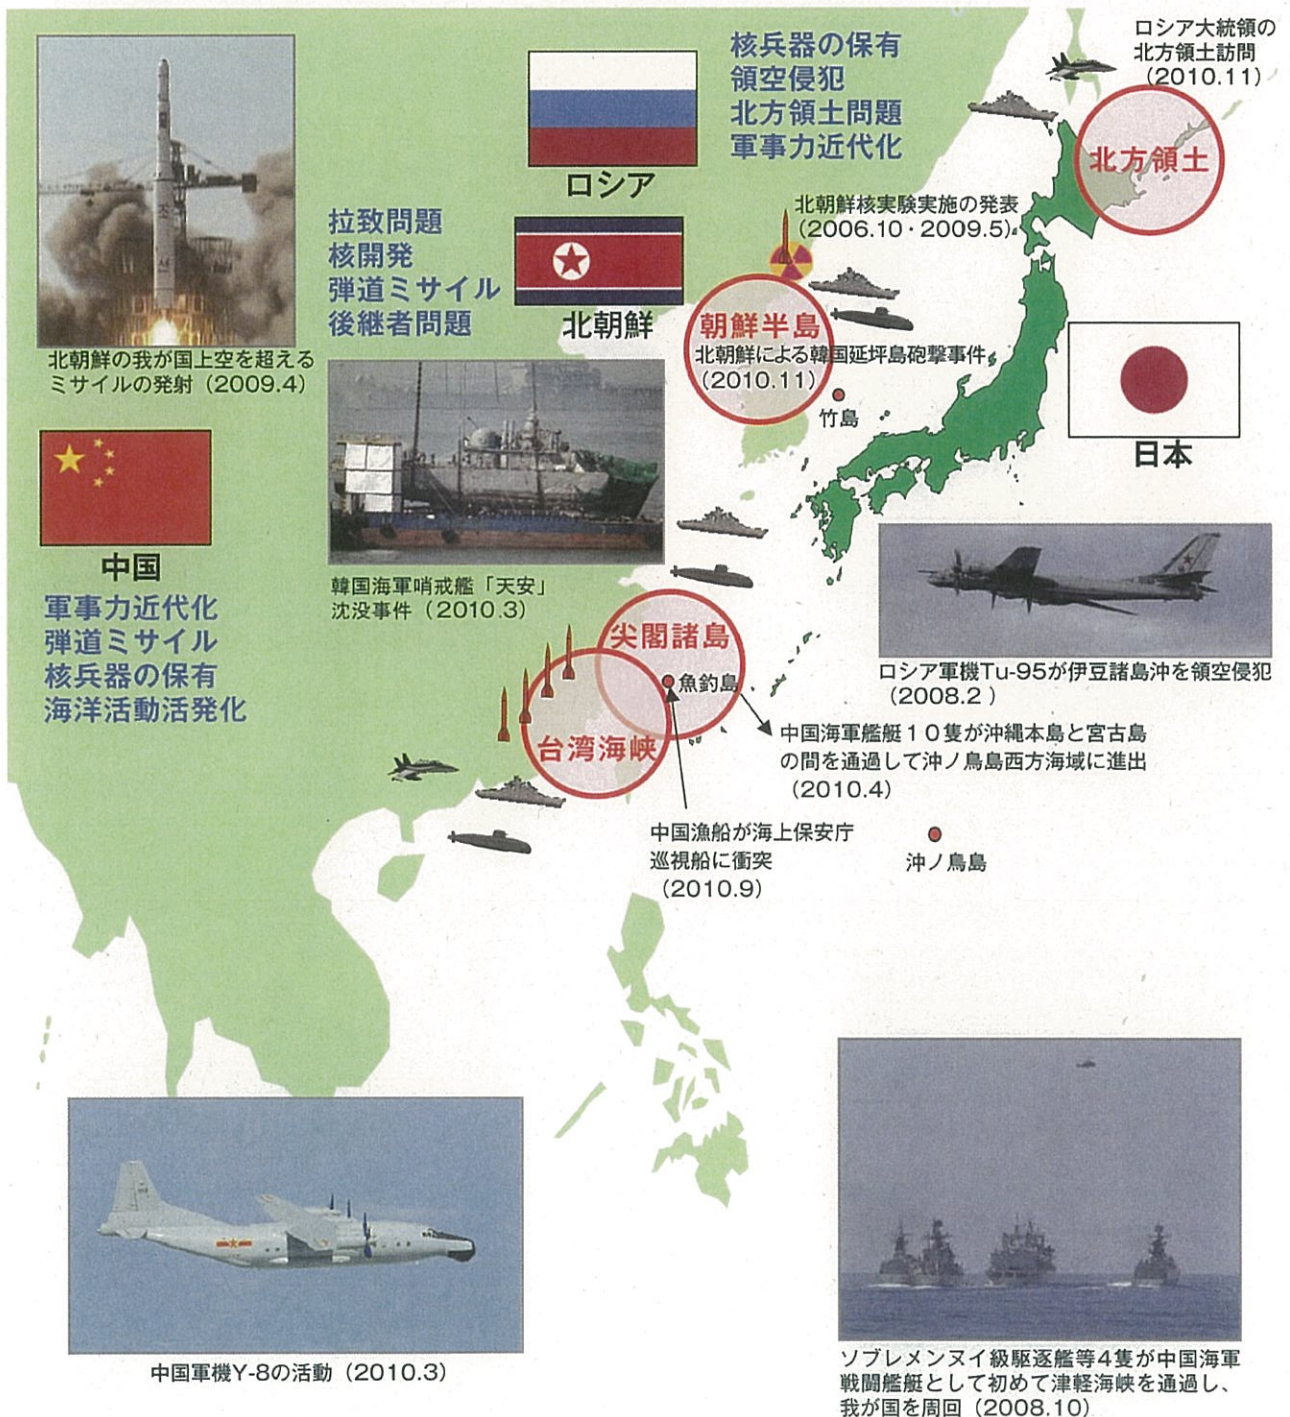 ロシア大統領の
北方領土訪問
（2010.11）
核兵器の保有
領空侵犯
北方領土問題
軍事力近代化
北方領土
ロシア
北朝鮮核実験実施の発表
（2006.10・2009.5）
拉致問題
核開発
弾道ミサイル
後継者問題
北朝鮮
朝鮮半島
北朝鮮による韓国延坪島砲撃事件
（2010.11）
竹島
日本
조
선
北朝鮮の我が国上空を超える
ミサイルの発射（2009.4）
中国
軍事力近代化
弾道ミサイル
核兵器の保有
海洋活動活発化
韓国海軍哨戒艦「天安」
沈没事件（2010.3）
ロシア軍機Tu-95が伊豆諸島沖を領空侵犯
（2008.2 ）
尖閣諸島
魚釣島
台湾海峡
中国海軍艦艇１０隻が沖縄本島と宮古島
の間を通過して沖ノ鳥島西方海域に進出
（2010.4）
中国漁船が海上保安庁
巡視船に衝突
（2010.9）
沖ノ鳥島
中国軍機Y-8の活動（2010.3）
ソブレメンヌイ級駆逐艦等4隻が中国海軍
戦闘艦艇として初めて津軽海峡を通過し、
我が国を周回（2008.10）